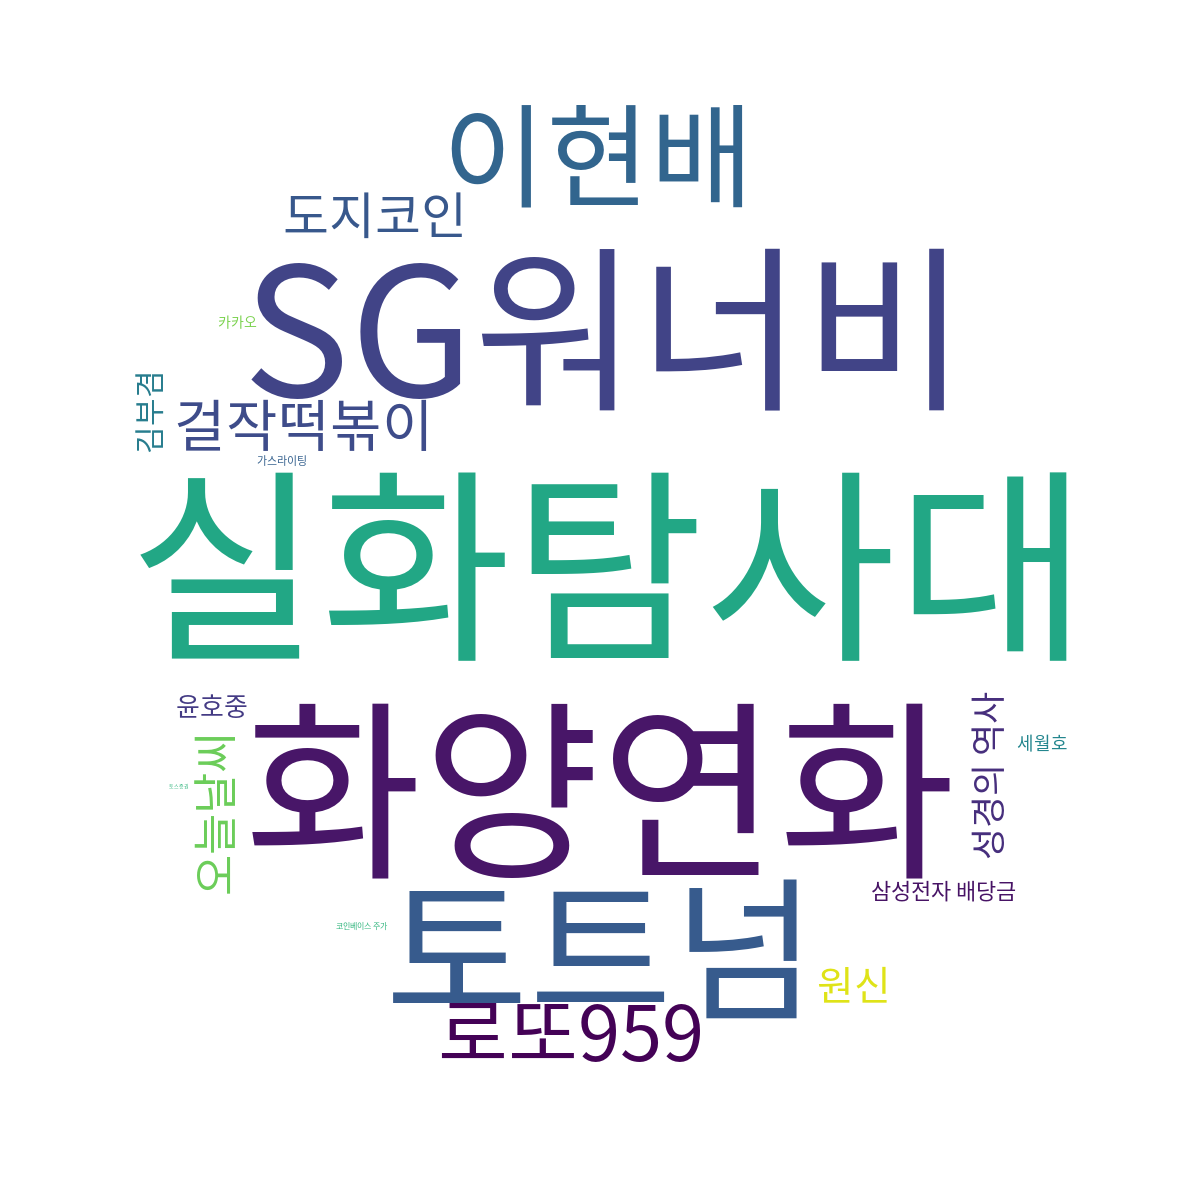 이현배
도지코인
SG워너비
카카오
김부겸
걸작떡볶이
가스라이팅
실화탐사대
윤호중
화양연화
성경의 역사
세월호
오늘날씨
토스증권
삼성전자 배당금
토트넘
코인베이스 주가
원신
로또959